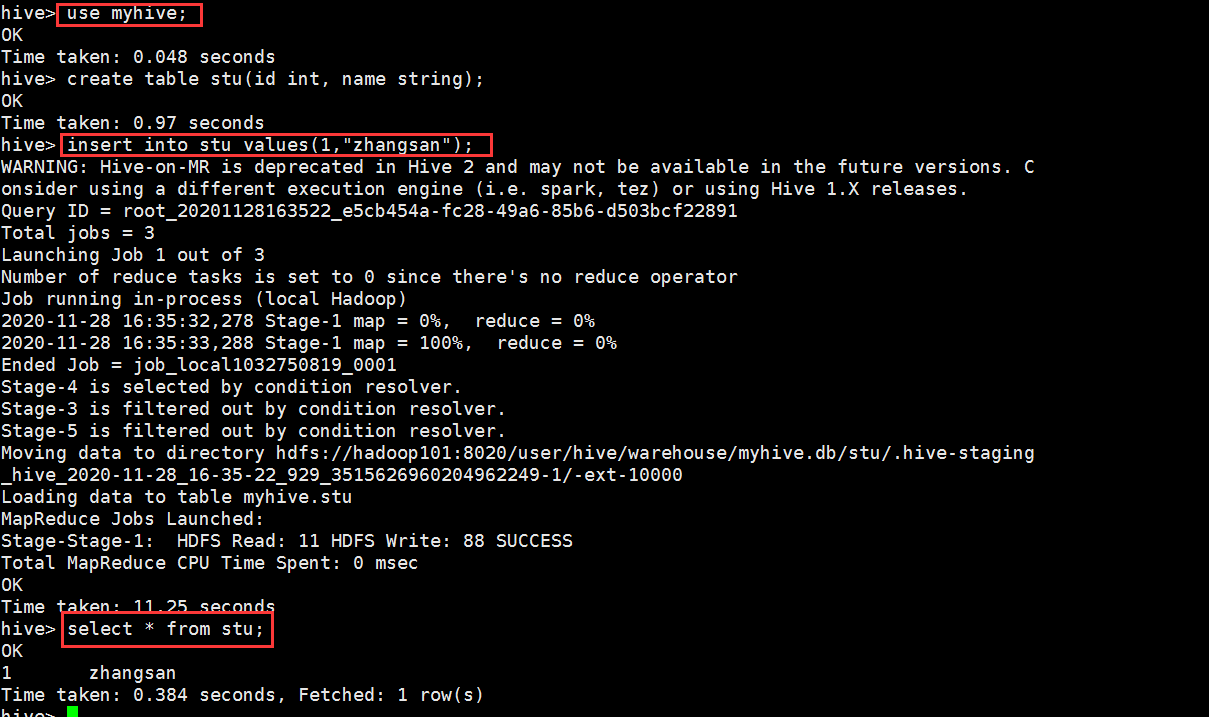 hive> use myhive;
OK
Time taken: 0.048 seconds
hive> create table stu(id int, name string);
OK
Time taken: 0.97 seconds
hive> insert into stu values(1,"zhangsan");
WARNING: Hive-on-MR is deprecated in Hive 2 and may not be available in the future versions. C
onsider using a different execution engine (i.e. spark, tez) or using Hive 1.X releases.
Query ID = root_20201128163522_e5cb454a-fc28-49a6-85b6-d503bcf22891
Total jobs = 3
Launching Job 1 out of 3
Number of reduce tasks is set to 0 since there's no reduce operator
Job running in-process (local Hadoop)
2020-11-28 16:35:32,278 Stage-1 map = 0%,  reduce = 0%
2020-11-28 16:35:33,288 Stage-1 map = 100%,  reduce = 0%
Ended Job = job_local1032750819_0001
Stage-4 is selected by condition resolver.
Stage-3 is filtered out by condition resolver.
Stage-5 is filtered out by condition resolver.
Moving data to directory hdfs://hadoop101:8020/user/hive/warehouse/myhive.db/stu/.hive-staging
_hive_2020-11-28_16-35-22_929_3515626960204962249-1/-ext-10000
Loading data to table myhive.stu
MapReduce Jobs Launched:
Stage-Stage-1:  HDFS Read: 11 HDFS Write: 88 SUCCESS
Total MapReduce CPU Time Spent: 0 msec
OK
Time taken: 11.25 seconds
hive> select * from stu;
OK
1       zhangsan
Time taken: 0.384 seconds, Fetched: 1 row(s)
hive>